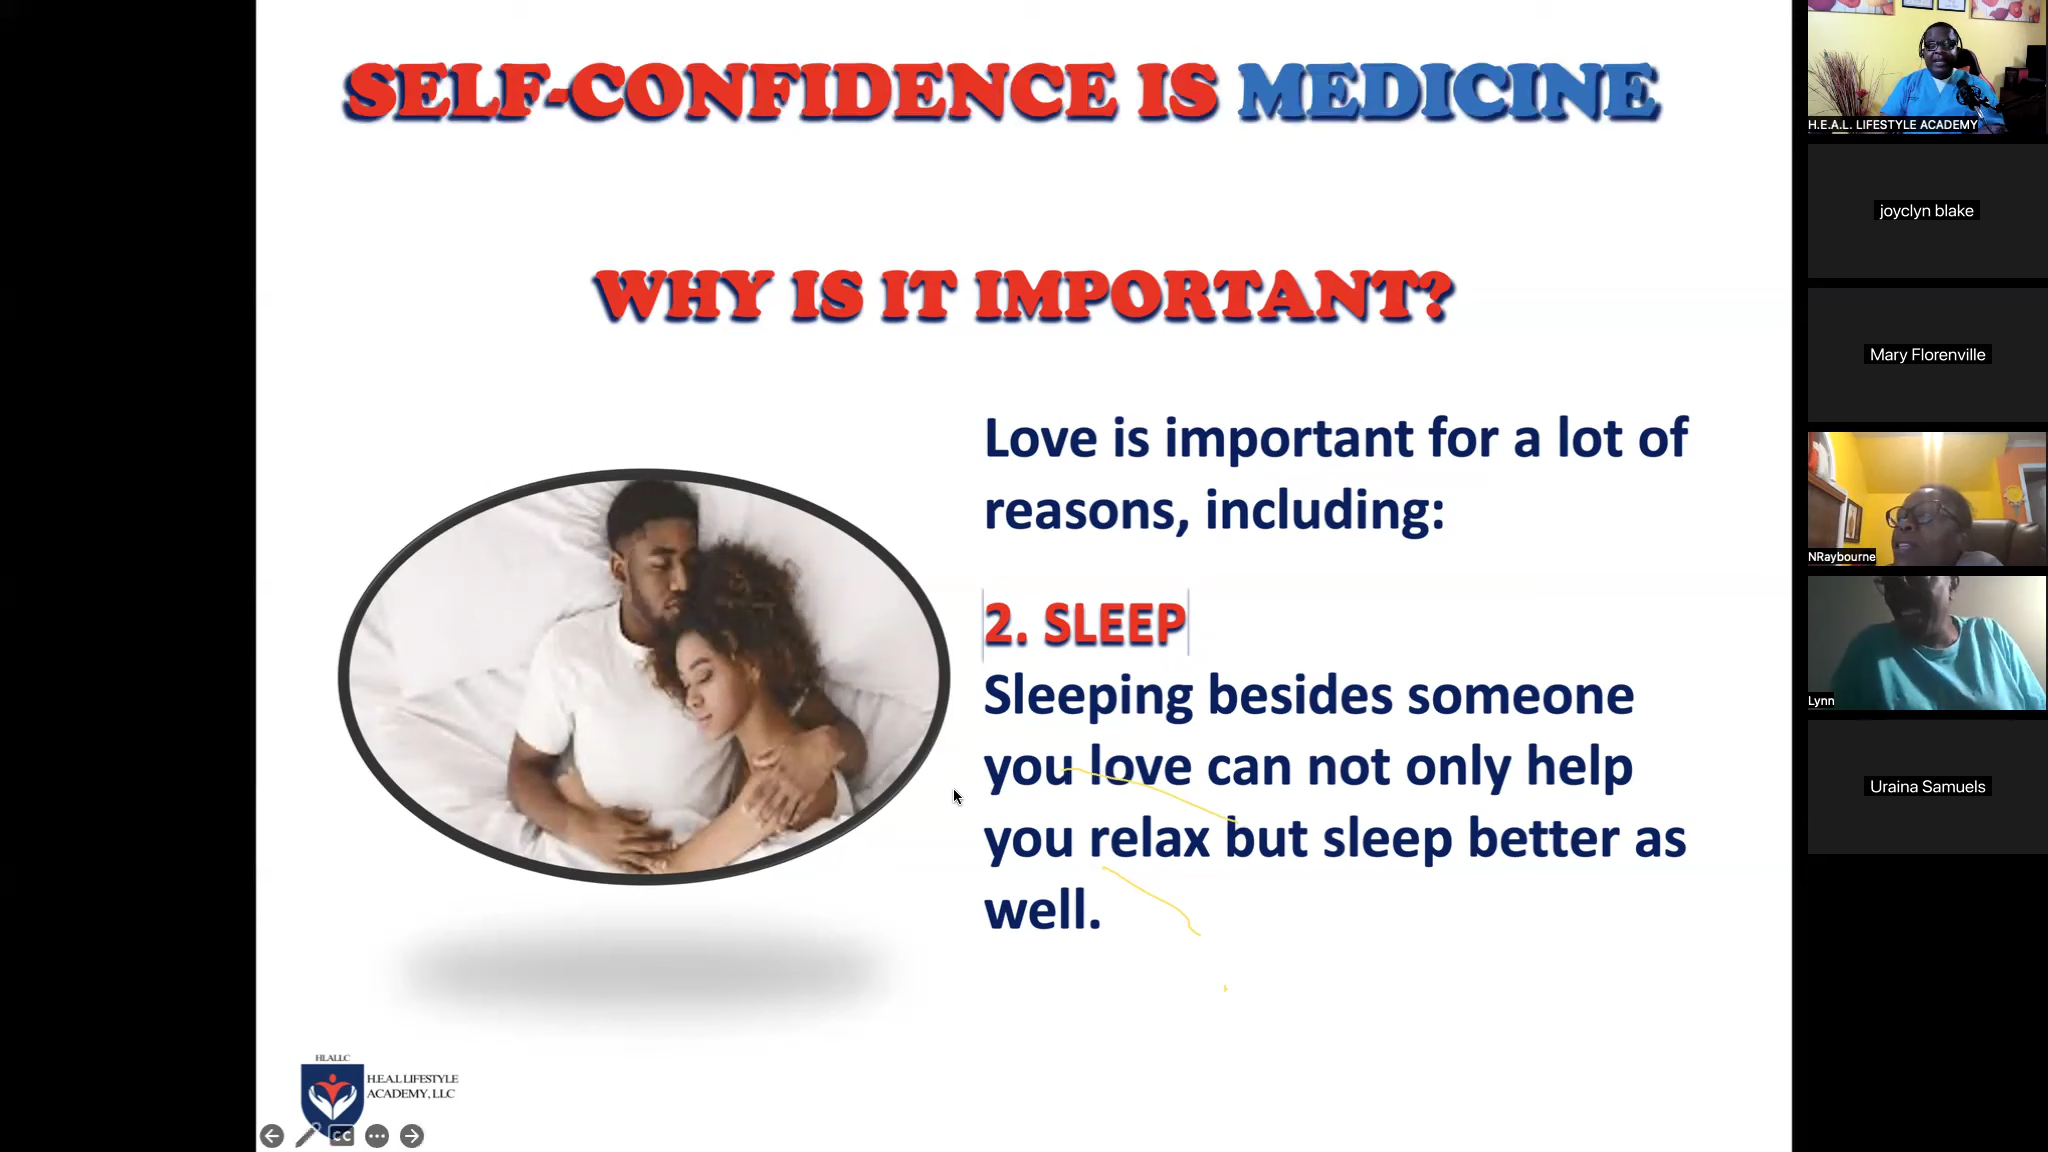 SELF-CONFIDENCE IS MEDICINE
WHY IS IT IMPORTANT?
Love is important for a lot of
reasons, including:
2. SLEEP
Sleeping besides someone
you love can not only help
you relax but sleep better as
well.
HLALLC
H.E.A.L LIFESTYLE
ACADEMY, LLC
CC
H.E.A.L. LIFESTYLE ACADEMY
joyclyn blake
Mary Florenville
NRaybourne
Lynn
Uraina Samuels